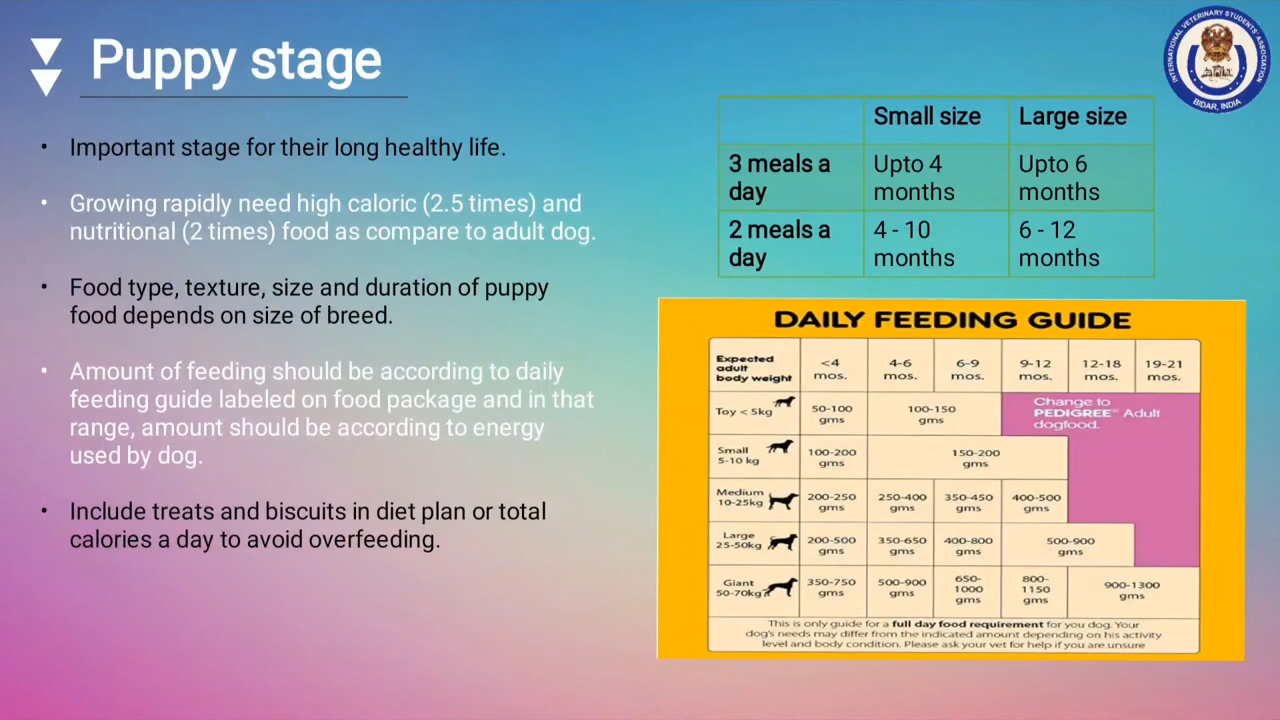 Puppy stage
• Important stage for their long healthy life.
• Growing rapidly need high caloric (2.5 times) and
nutritional (2 times) food as compare to adult dog.
• Food type, texture, size and duration of puppy
food depends on size of breed.
• Amount of feeding should be according to daily
feeding guide labeled on food package and in that
range, amount should be according to energy
used by dog.
• Include treats and biscuits in diet plan or total
calories a day to avoid overfeeding.
INTERNATIONAL VETERINARY STUDENTS' ASSOCIATION
BIDAR, INDIA
Small size Large size
3 meals a Upto 4 Upto 6
day months months
2 meals a 4 - 10 6 - 12
day months months
DAILY FEEDING GUIDE
Expected
adult
body weight
<4 4-6 6-9 9-12 12-18 19-21
mos. mos. mos. mos. mos. mos.
Toy < 5kg 50-100 100-150
gms gms
Change to
PEDIGREE® Adult
dogfood.
Small 100-200 150-200
5-10 kg gms gms
Medium 200-250 250-400 350-450 400-500
10-25kg gms gms gms gms
Large 200-500 350-650 400-800 500-900
25-50kg gms gms gms gms
Giant 350-750 500-900 650- 800- 900-1300
50-70kg gms gms 1000 1150 gms
gms gms
This is only guide for a full day food requirement for you dog. Your
dog's needs may differ from the indicated amount depending on his activity
level and body condition. Please ask your vet for help if you are unsure